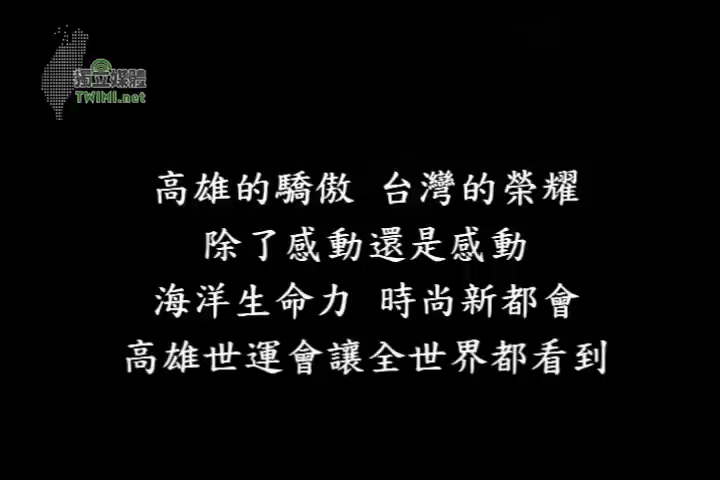 獨立媒體
TWIMI.net
高雄的驕傲 台灣的榮耀
除了感動還是感動
海洋生命力 時尚新都會
高雄世運會讓全世界都看到